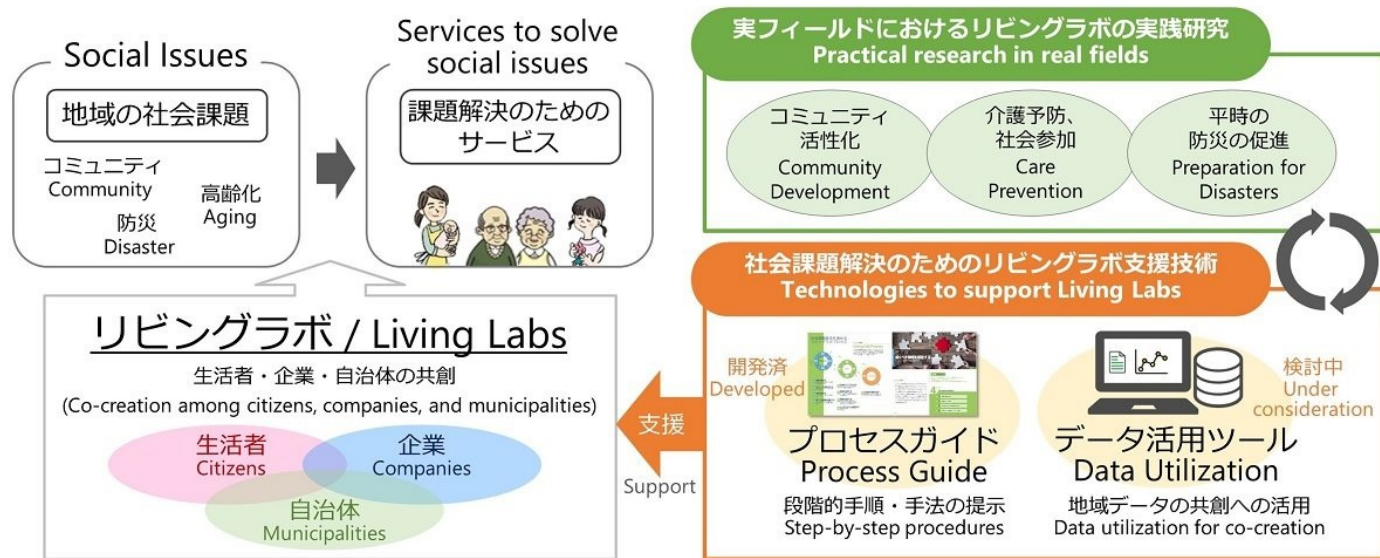 Social Issues
地域の社会課題
コミュニティ
Community
高齢化
Aging
防災
Disaster
Services to solve
social issues
課題解決のための
サービス
リビングラボ / Living Labs
生活者・企業・自治体の共創
(Co-creation among citizens, companies, and municipalities)
生活者
Citizens
企業
Companies
自治体
Municipalities
支援
Support
実フィールドにおけるリビングラボの実践研究
Practical research in real fields
コミュニティ
活性化
Community
Development
介護予防、
社会参加
Care
Prevention
平時の
防災の促進
Preparation for
Disasters
社会課題解決のためのリビングラボ支援技術
Technologies to support Living Labs
開発済
Developed
プロセスガイド
Process Guide
段階的手順・手法の提示
Step-by-step procedures
検討中
Under
consideration
データ活用ツール
Data Utilization
地域データの共創への活用
Data utilization for co-creation